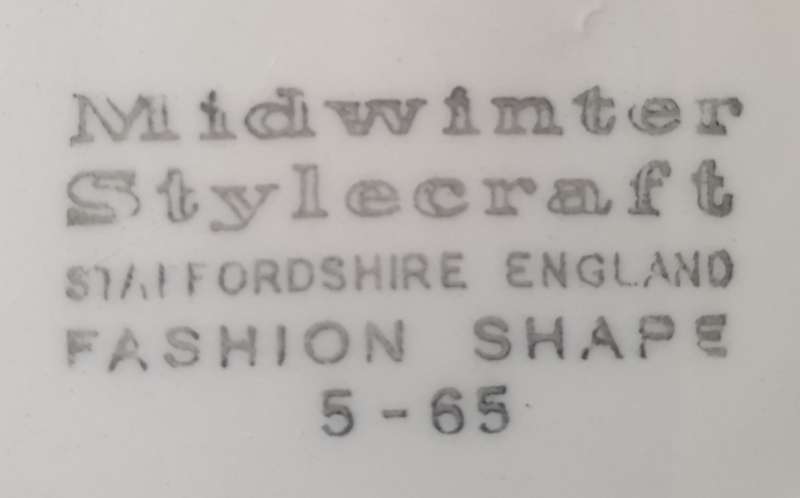 Midwinter
Stylecraft
STAFFORDSHIRE ENGLAND
FASHION SHAPE
5-65